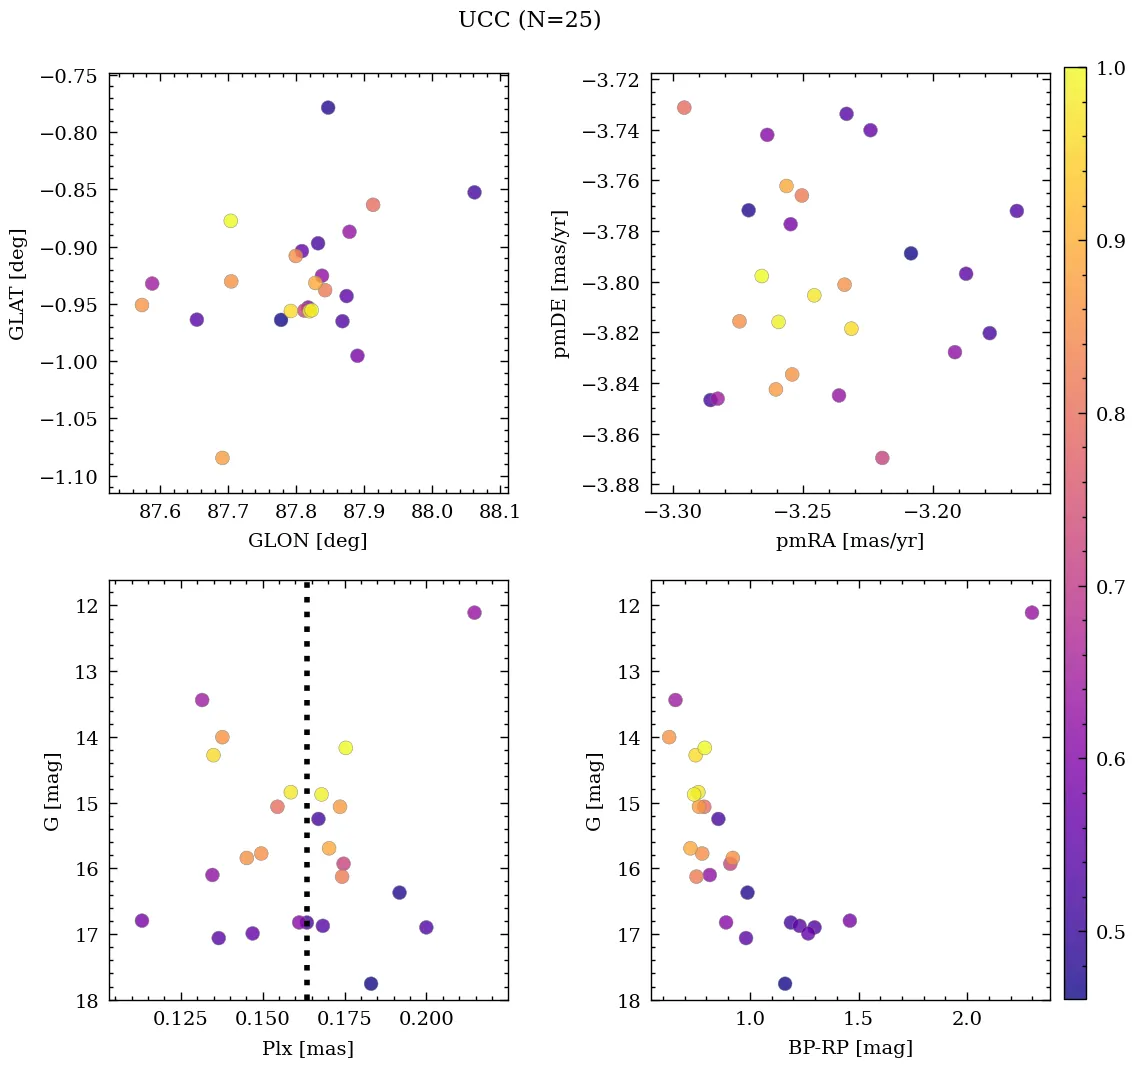 UCC (N=25)
−0.75
−0.80
−0.85
−0.90
−0.95
−1.00
−1.05
−1.10
GLAT [deg]
87.6 87.7 87.8 87.9 88.0 88.1
GLON [deg]
−3.72
−3.74
−3.76
−3.78
−3.80
−3.82
−3.84
−3.86
−3.88
pmDE [mas/yr]
−3.30 −3.25 −3.20
pmRA [mas/yr]
12
13
14
15
16
17
18
G [mag]
0.125 0.150 0.175 0.200
Plx [mas]
12
13
14
15
16
17
18
G [mag]
1.0 1.5 2.0
BP-RP [mag]
1.0
0.9
0.8
0.7
0.6
0.5